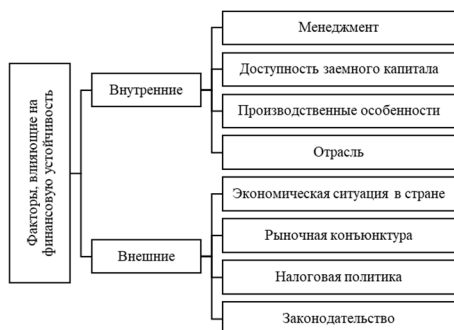 Факторы, влияющие на
финансовую устойчивость
Внутренние
Менеджмент
Доступность заемного капитала
Производственные особенности
Отрасль
Внешние
Экономическая ситуация в стране
Рыночная конъюнктура
Налоговая политика
Законодательство